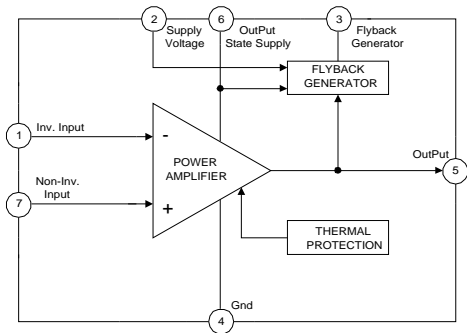 2
6
3
Supply
Voltage
OutPut
State Supply
Flyback
Generator
FLYBACK
GENERATOR
1
Inv. Input
-
POWER
AMPLIFIER
OutPut
5
7
Non-Inv.
Input
+
THERMAL
PROTECTION
Gnd
4